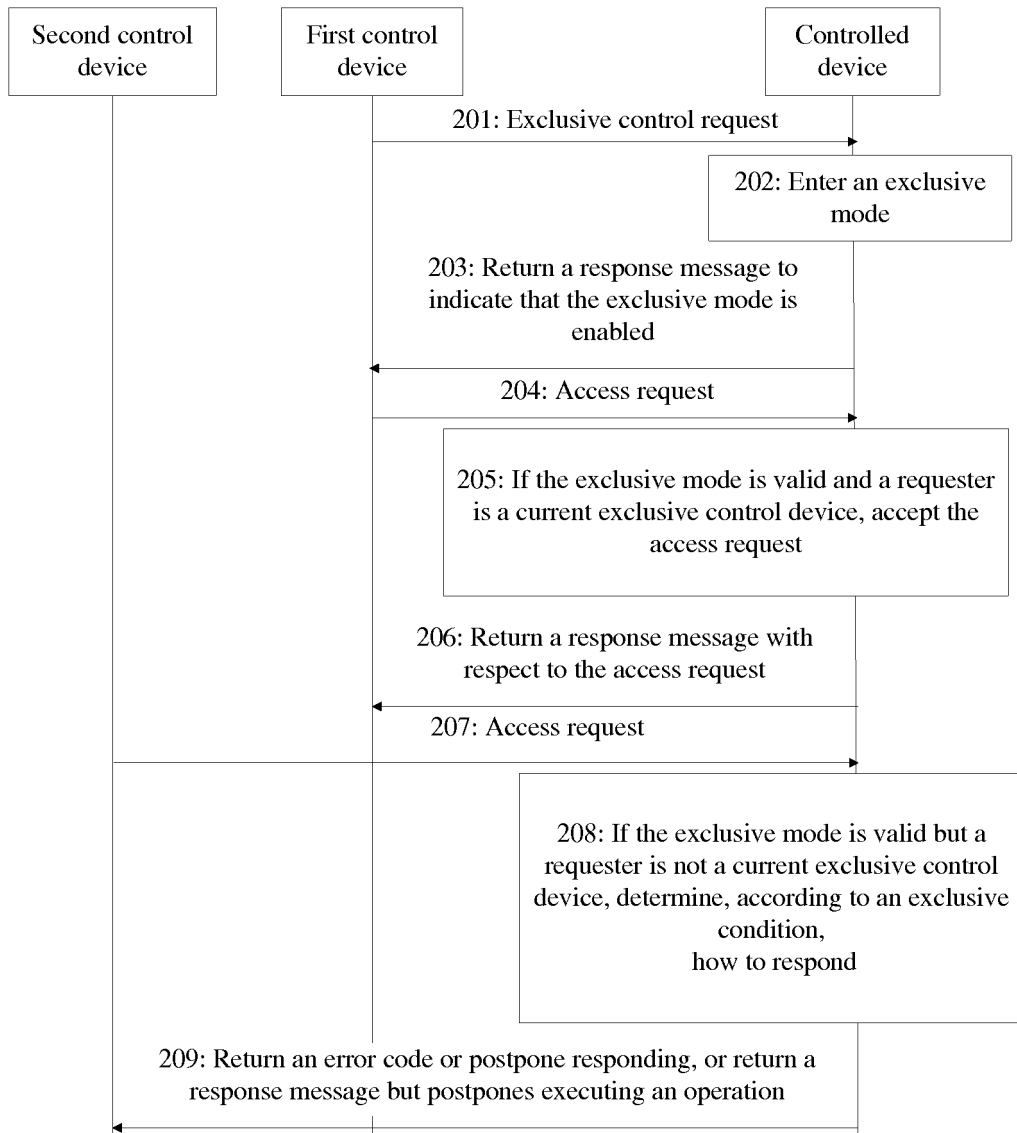 Second control
device
First control
device
Controlled
device
201: Exclusive control request
202: Enter an exclusive
mode
203: Return a response message to
indicate that the exclusive mode is
enabled
204: Access request
205: If the exclusive mode is valid and a requester
is a current exclusive control device, accept the
access request
206: Return a response message with
respect to the access request
207: Access request
208: If the exclusive mode is valid but a
requester is not a current exclusive control
device, determine, according to an exclusive
condition,
how to respond
209: Return an error code or postpone responding, or return a
response message but postpones executing an operation